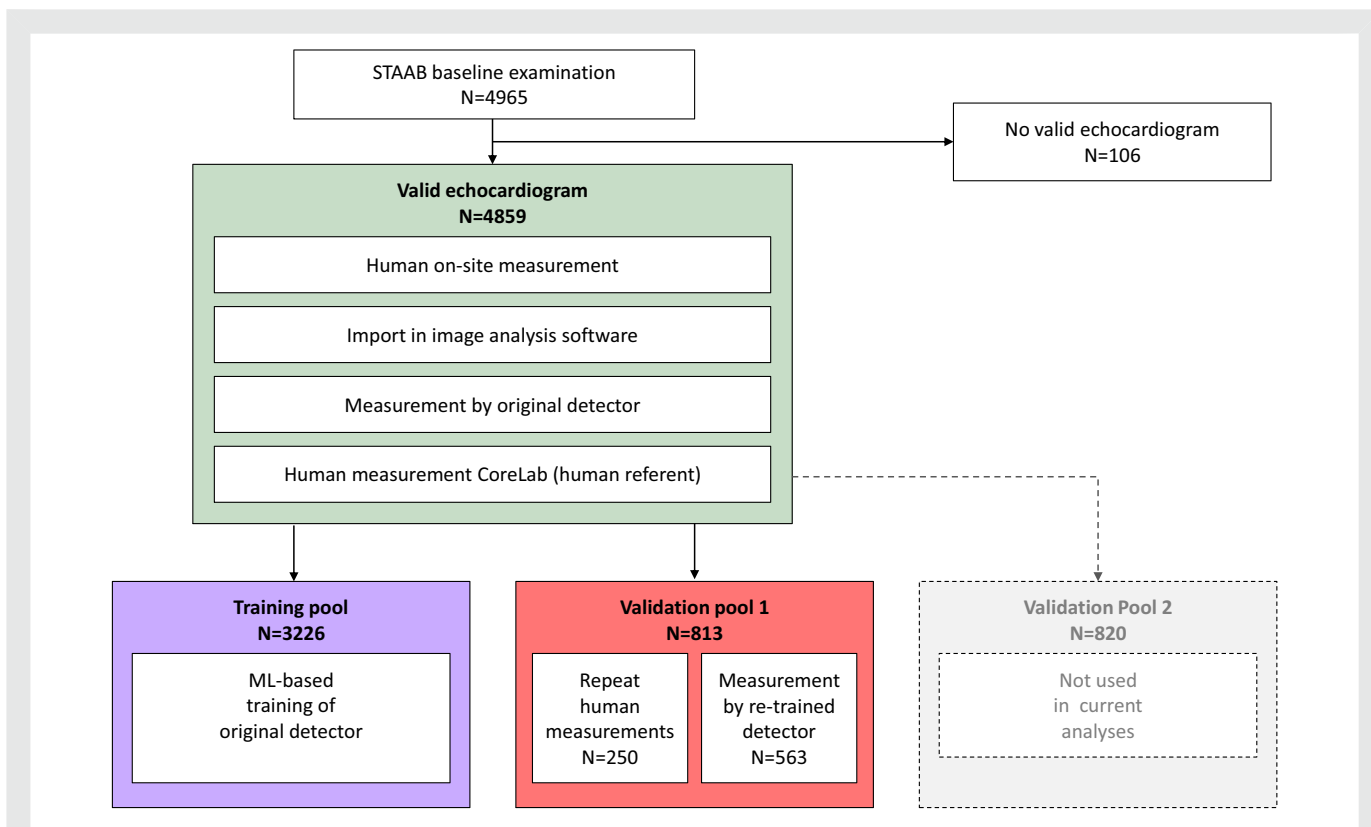 STAAB baseline examination
N=4965
No valid echocardiogram
N=106
Valid echocardiogram
N=4859
Human on-site measurement
Import in image analysis software
Measurement by original detector
Human measurement CoreLab (human referent)
Training pool
N=3226
ML-based
training of
original detector
Validation pool 1
N=813
Repeat
human
measurements
N=250
Measurement
by re-trained
detector
N=563
Validation Pool 2
N=820
Not used
in current
analyses